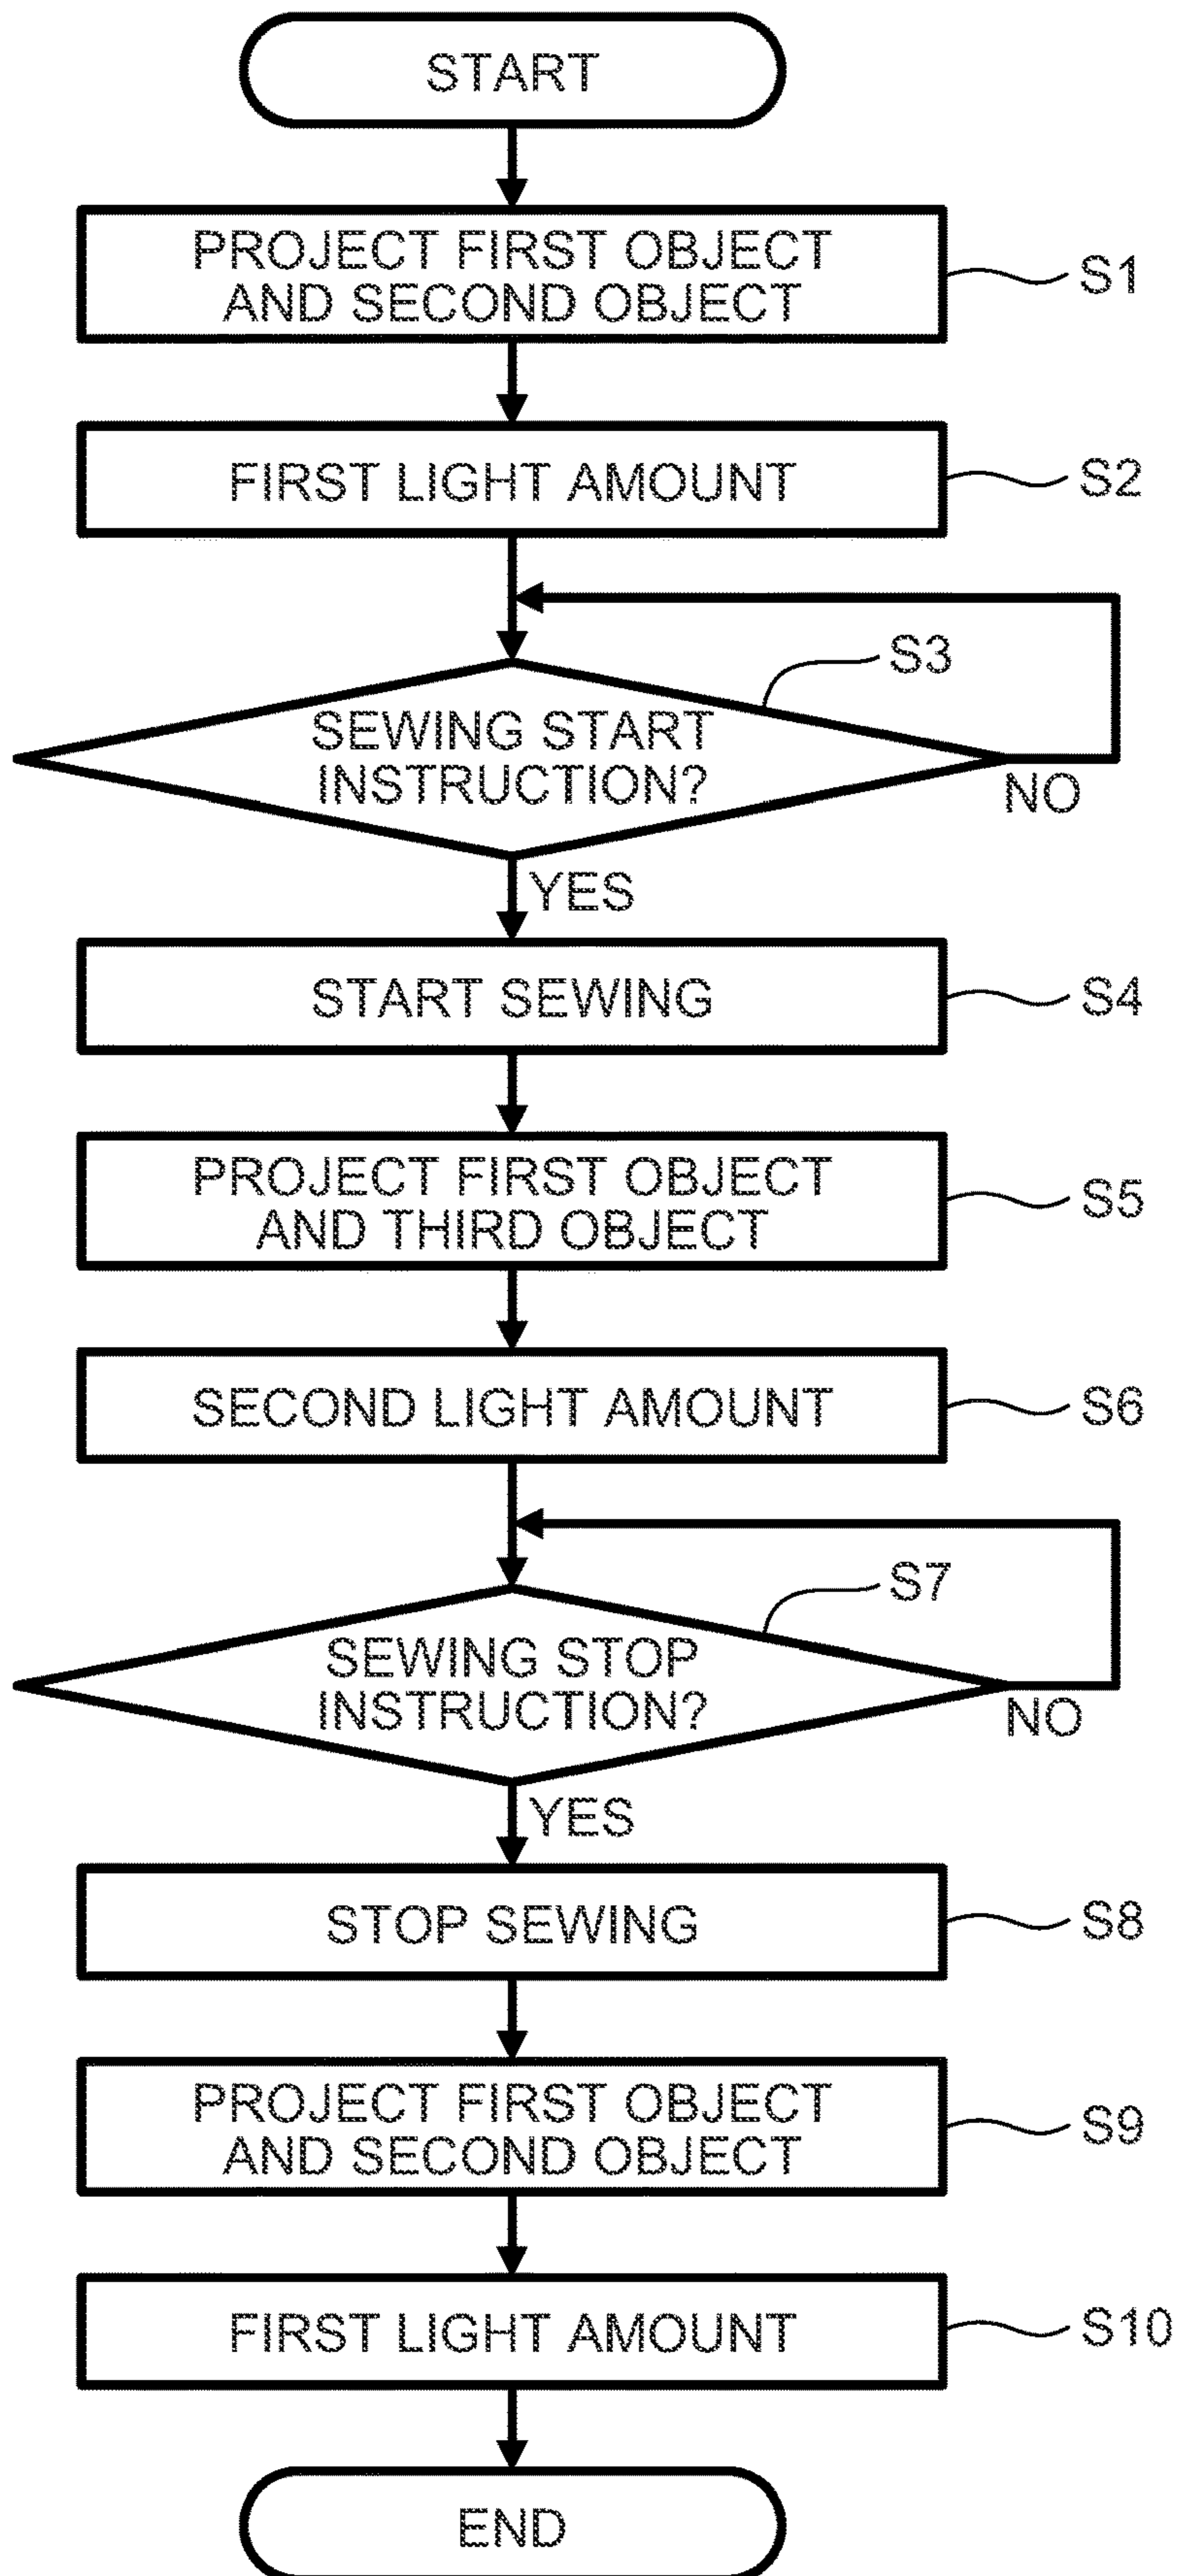 START
PROJECT FIRST OBJECT
AND SECOND OBJECT
S1
FIRST LIGHT AMOUNT
S2
S3
SEWING START
INSTRUCTION?
NO
YES
START SEWING
S4
PROJECT FIRST OBJECT
AND THIRD OBJECT
S5
SECOND LIGHT AMOUNT
S6
S7
SEWING STOP
INSTRUCTION?
NO
YES
STOP SEWING
S8
PROJECT FIRST OBJECT
AND SECOND OBJECT
S9
FIRST LIGHT AMOUNT
S10
END